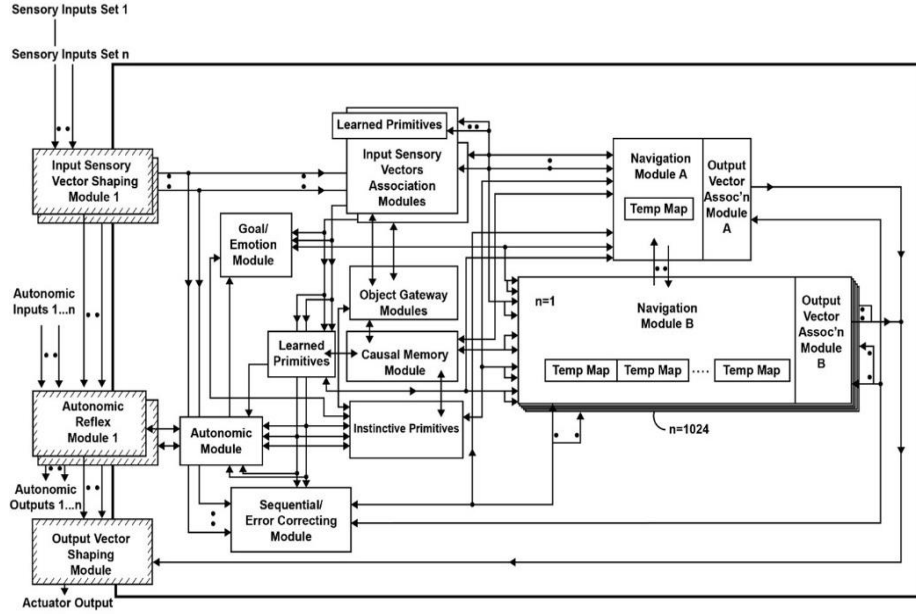 Sensory Inputs Set 1
Sensory Inputs Set n
Input Sensory
Vector Shaping
Module 1
Learned Primitives
Input Sensory
Vectors
Association
Modules
Navigation
Module A
Temp Map
Output
Vector
Assoc'n
Module
A
Goal/
Emotion
Module
Autonomic
Inputs 1...n
Object Gateway
Modules
n=1
Navigation
Module B
Output
Vector
Assoc'n
Module
B
Learned
Primitives
Causal Memory
Module
Temp Map
Temp Map
....
Temp Map
Autonomic
Reflex
Module 1
Autonomic
Module
Instinctive Primitives
n=1024
Autonomic
Outputs 1...n
Sequential/
Error Correcting
Module
Output Vector
Shaping
Module
Actuator Output